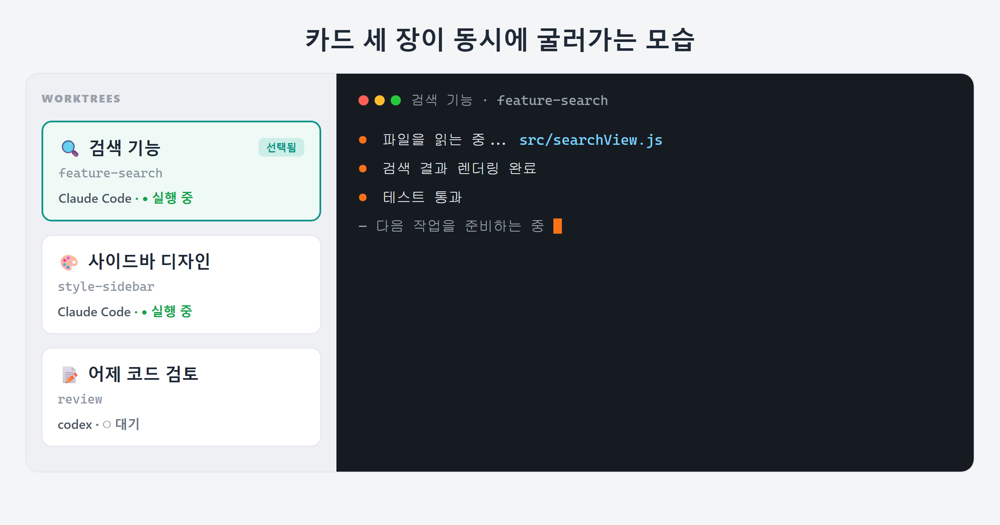 카드 세 장이 동시에 굴러가는 모습
WORKTREES
검색 기능
선택됨
feature-search
Claude Code · ● 실행 중
사이드바 디자인
style-sidebar
Claude Code · ● 실행 중
어제 코드 검토
review
codex · ○ 대기
검색 기능 · feature-search
● 파일을 읽는 중... src/searchView.js
● 검색 결과 렌더링 완료
● 테스트 통과
─ 다음 작업을 준비하는 중